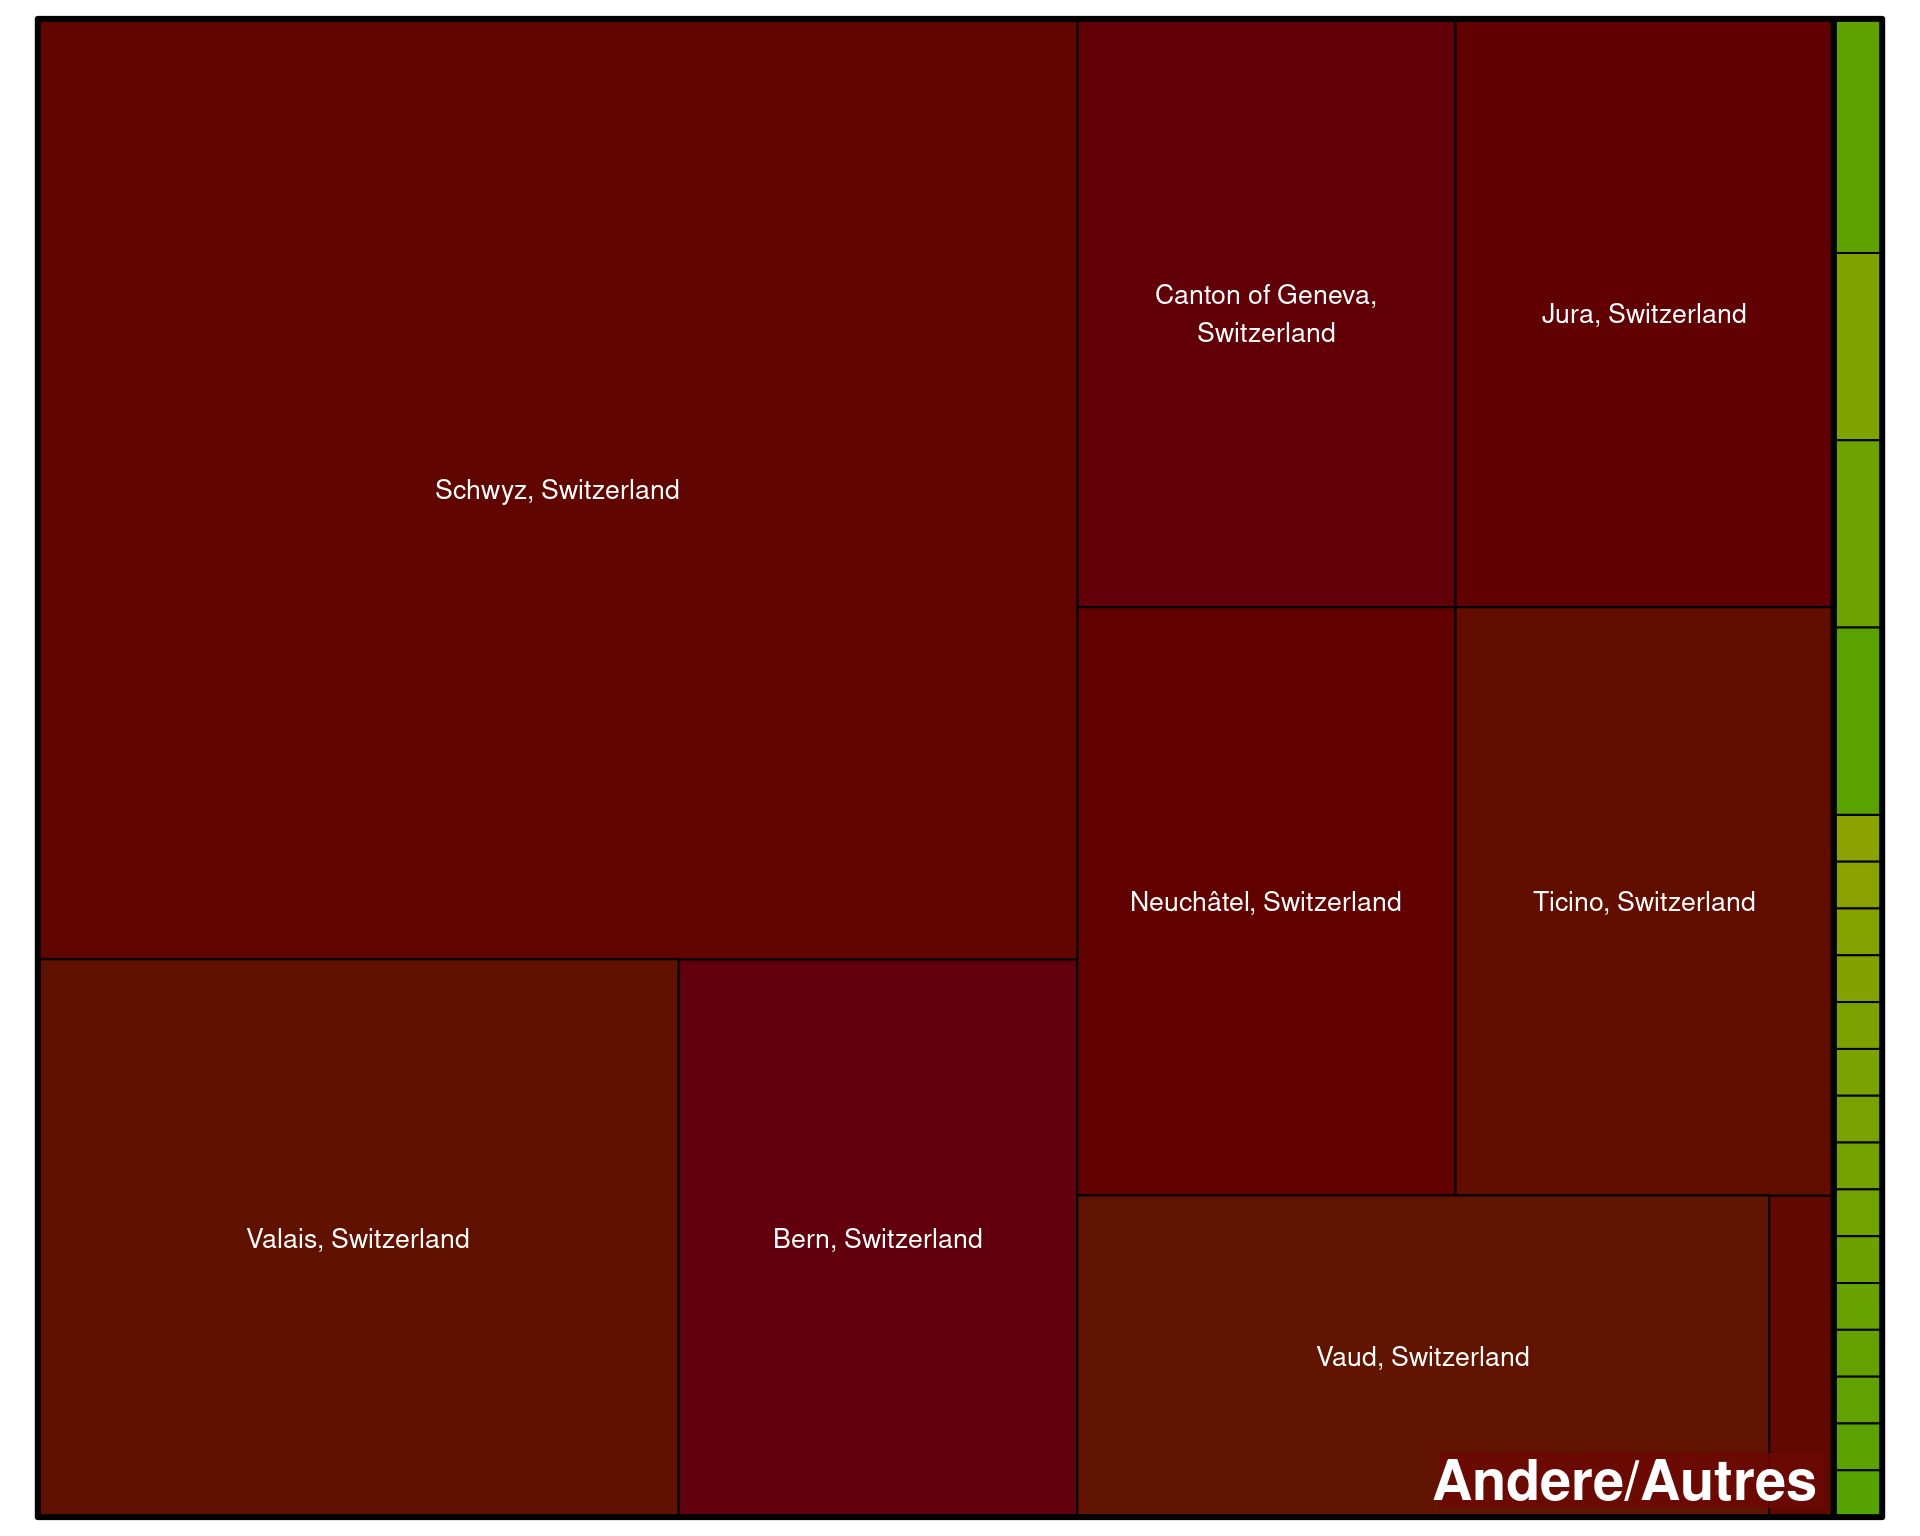 Schwyz, Switzerland
Canton of Geneva,
Switzerland
Jura, Switzerland
Neuchâtel, Switzerland
Ticino, Switzerland
Valais, Switzerland
Bern, Switzerland
Vaud, Switzerland
Andere/Autres